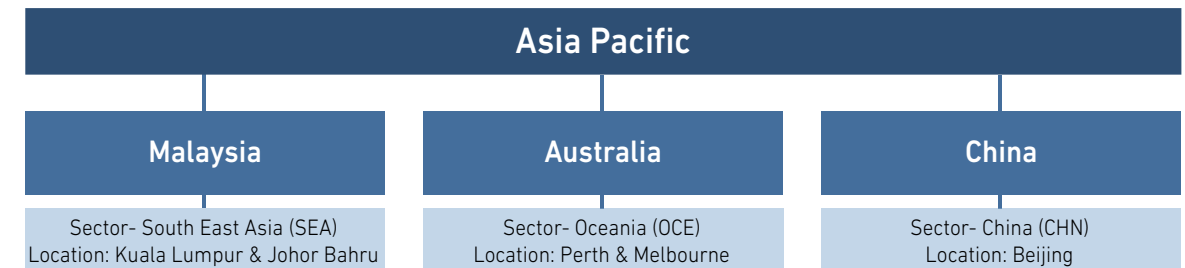 Asia Pacific
Malaysia
Australia
China
Sector- South East Asia (SEA)
Location: Kuala Lumpur & Johor Bahru
Sector- Oceania (OCE)
Location: Perth & Melbourne
Sector- China (CHN)
Location: Beijing